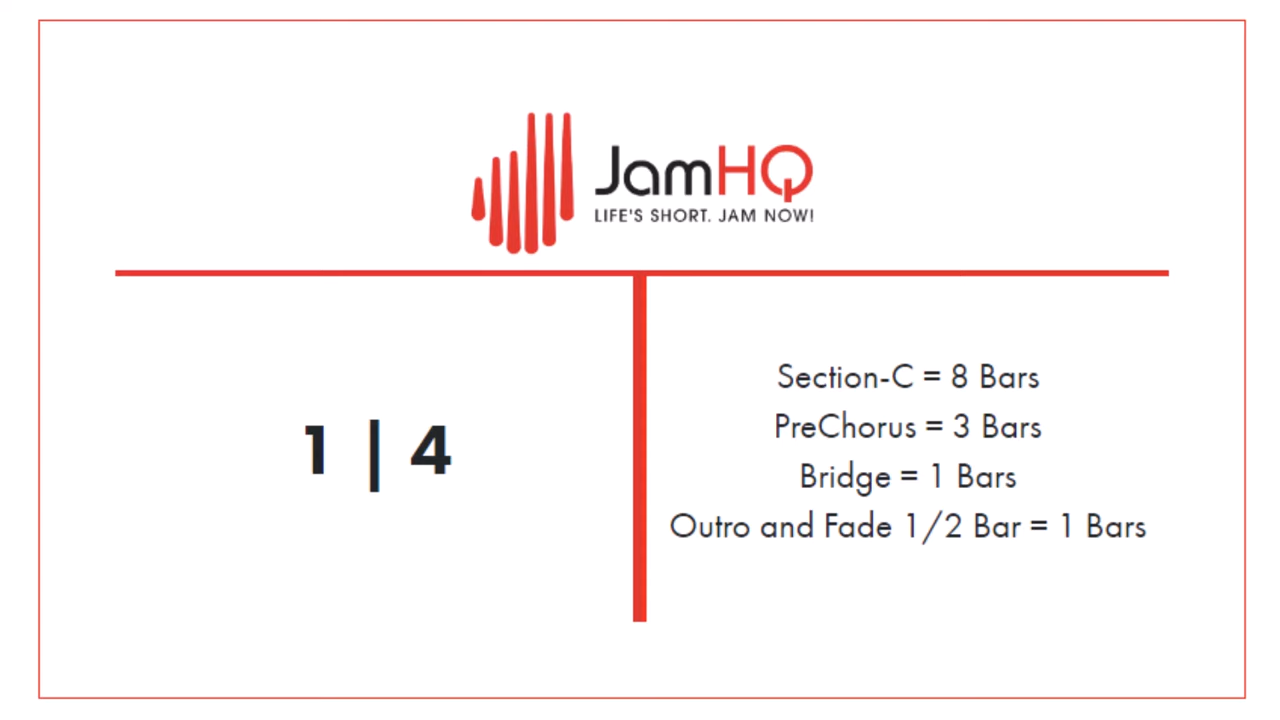 JamHQ
LIFE'S SHORT. JAM NOW!
1 | 4
Section-C = 8 Bars
PreChorus = 3 Bars
Bridge = 1 Bars
Outro and Fade 1/2 Bar = 1 Bars